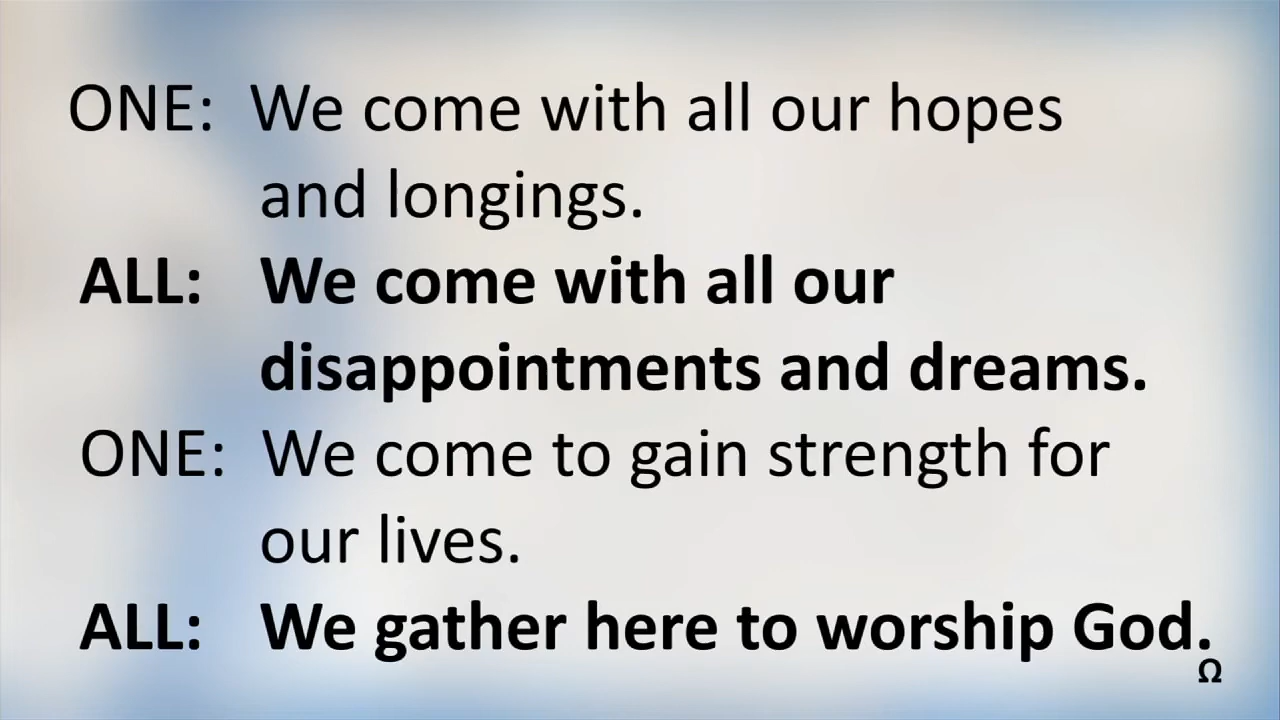 ONE: We come with all our hopes
and longings.
ALL: We come with all our
disappointments and dreams.
ONE: We come to gain strength for
our lives.
ALL: We gather here to worship God.
Ω